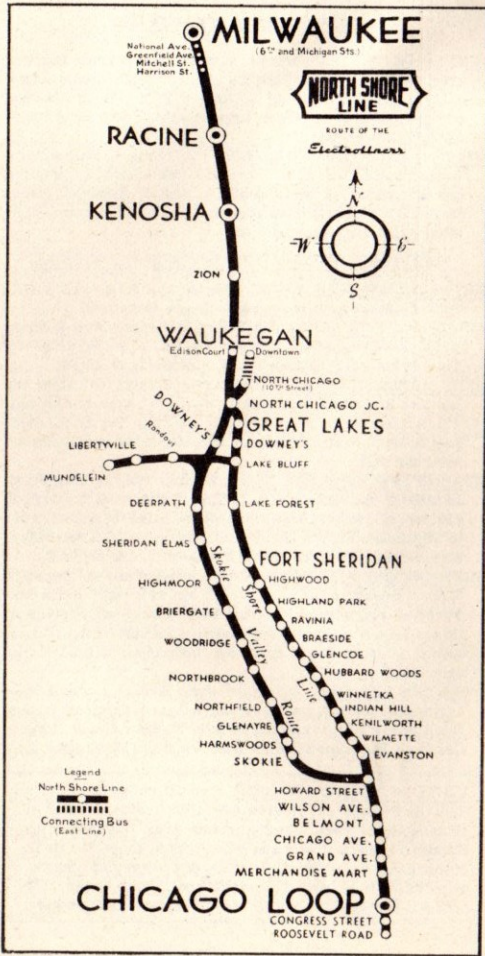 MILWAUKEE
(6TH and Michigan Sts.)
National Ave.
Greenfield Ave.
Mitchell St.
Harrison St.
NORTH SHORE
LINE
ROUTE OF THE
Electroliners
N
W E
S
RACINE
KENOSHA
ZION
WAUKEGAN
Edison Court
Downtown
NORTH CHICAGO
(10TH Street)
NORTH CHICAGO JC.
DOWNEY'S
GREAT LAKES
DOWNEY'S
LIBERTYVILLE
Rondout
LAKE BLUFF
MUNDELEIN
DEERPATH
LAKE FOREST
SHERIDAN ELMS
Skokie Valley Route
FORT SHERIDAN
HIGHMOOR
HIGHWOOD
Shore Line
BRIERGATE
HIGHLAND PARK
RAVINIA
WOODRIDGE
BRAESIDE
GLENCOE
NORTHBROOK
HUBBARD WOODS
WINNETKA
NORTHFIELD
INDIAN HILL
GLENAYRE
KENILWORTH
HARMSWOODS
WILMETTE
SKOKIE
EVANSTON
Legend
North Shore Line
Connecting Bus
(East Line)
HOWARD STREET
WILSON AVE.
BELMONT
CHICAGO AVE.
GRAND AVE.
MERCHANDISE MART
CHICAGO LOOP
CONGRESS STREET
ROOSEVELT ROAD